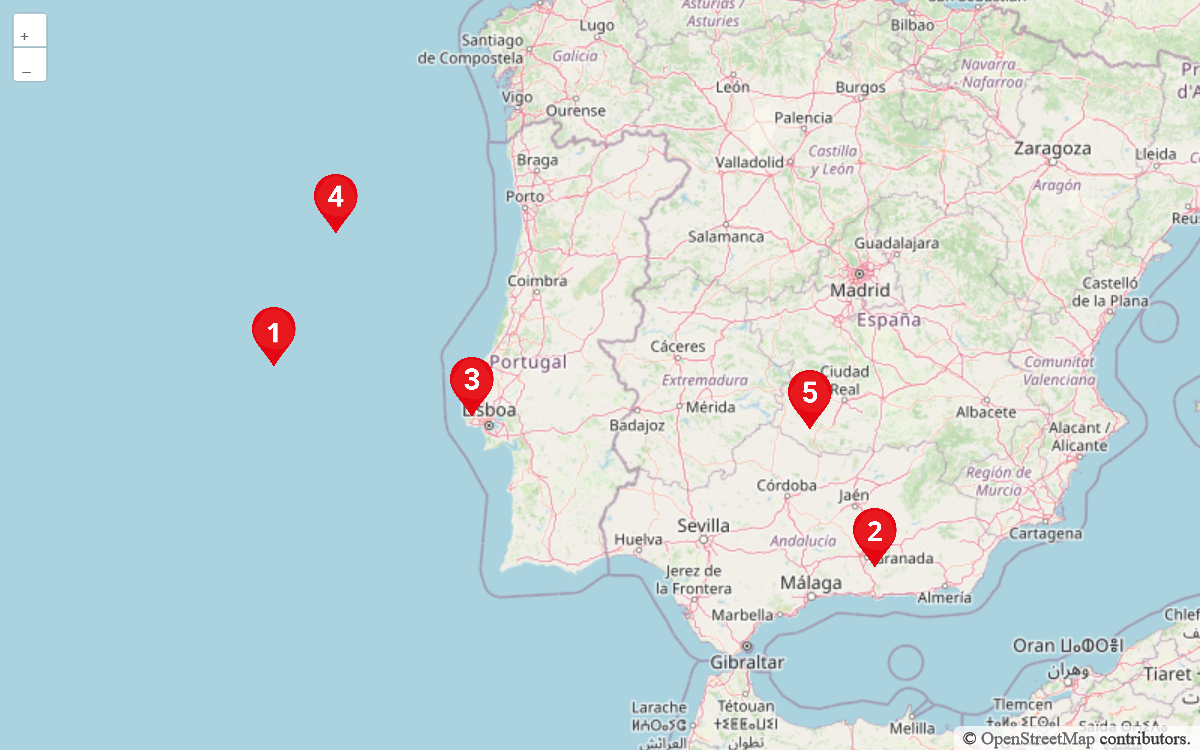 +
−
Asturias /
Asturies
Lugo
Bilbao
Santiago
de Compostela
Galicia
Navarra -
Nafarroa
León
Burgos
Vigo
Ourense
Palencia
Braga
Valladolid
Castilla
y León
Zaragoza
Lleida
Aragón
Porto
4
Salamanca
Guadalajara
Coimbra
Madrid
Castelló
de la Plana
España
1
Cáceres
Portugal
Comunitat
Valenciana
3
Ciudad
Real
5
Extremadura
Mérida
Lisboa
Albacete
Badajoz
Alacant /
Alicante
Región de
Murcia
Córdoba
Jaén
Sevilla
2
Cartagena
Huelva
Andalucía
Granada
Jerez de
la Frontera
Málaga
Almería
Marbella
Chlef
Gibraltar
Oran ⵡⴰⵀⵔⴻⵏ
وهران
Tiaret
Larache
Tétouan
تطوان
العرائش
Tlemcen
Melilla
© OpenStreetMap contributors.